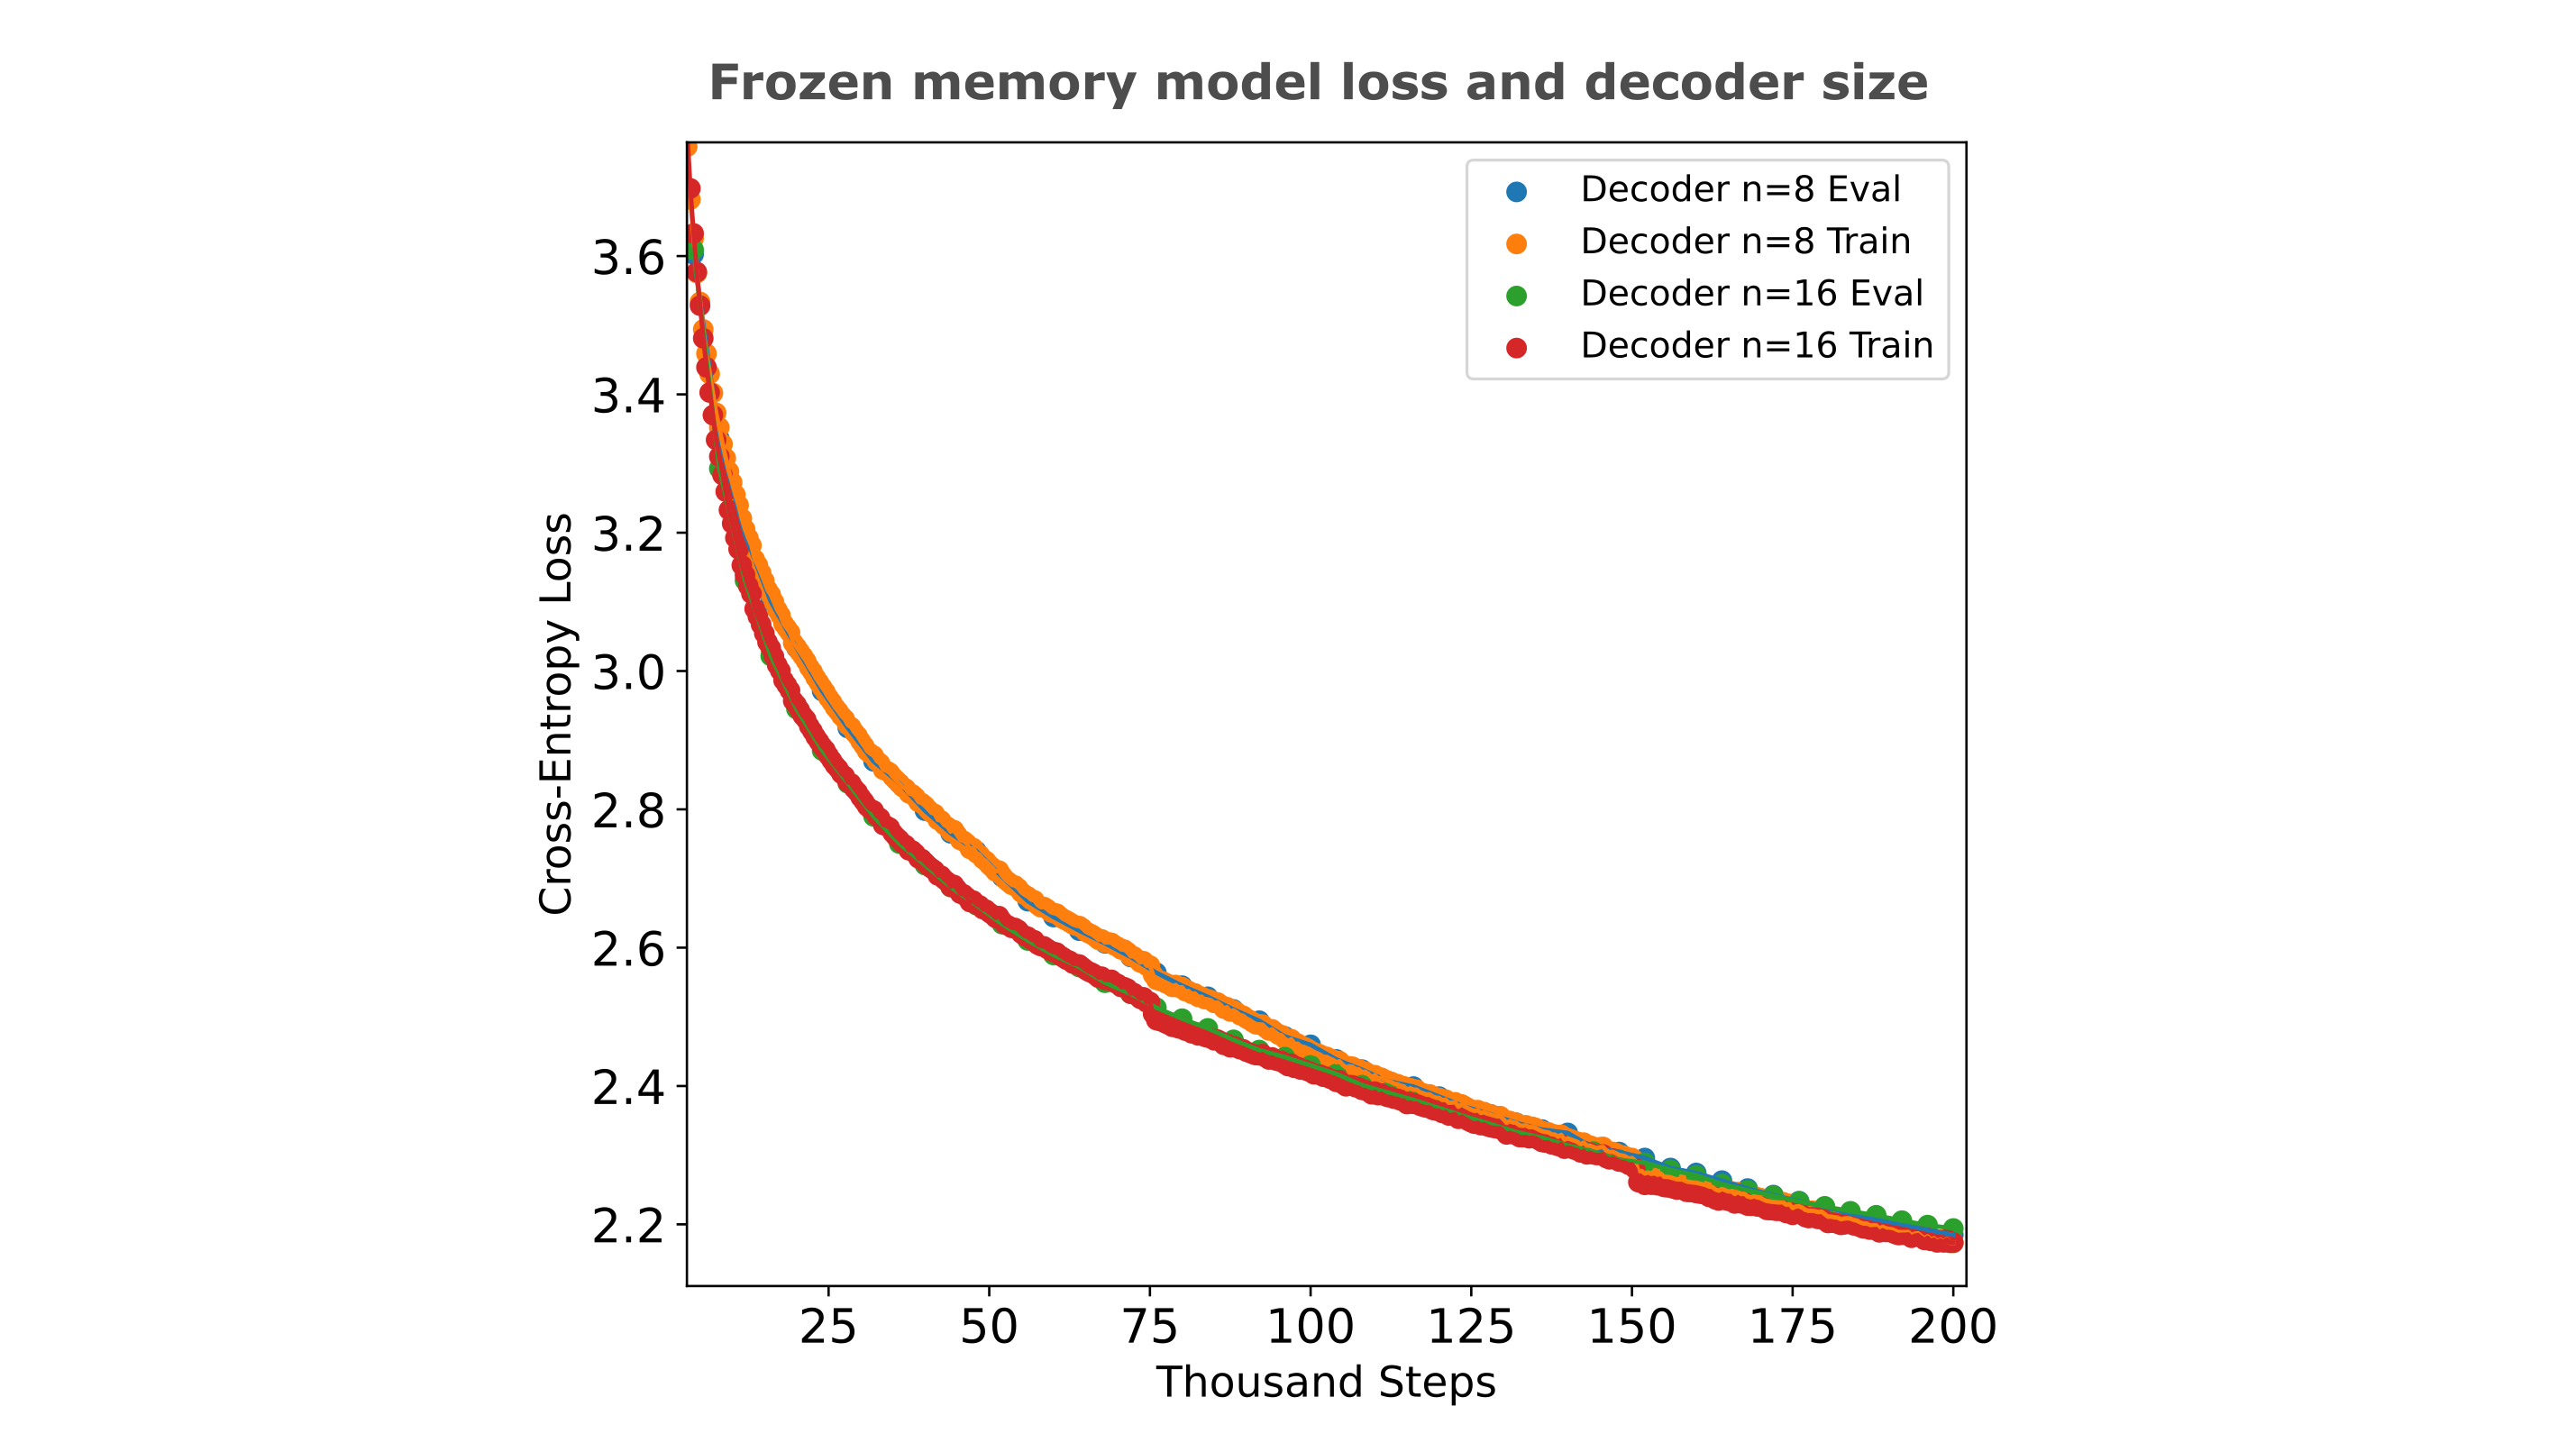 Frozen memory model loss and decoder size
Decoder n=8 Eval
Decoder n=8 Train
Decoder n=16 Eval
Decoder n=16 Train
Cross-Entropy Loss
3.6
3.4
3.2
3.0
2.8
2.6
2.4
2.2
25 50 75 100 125 150 175 200
Thousand Steps